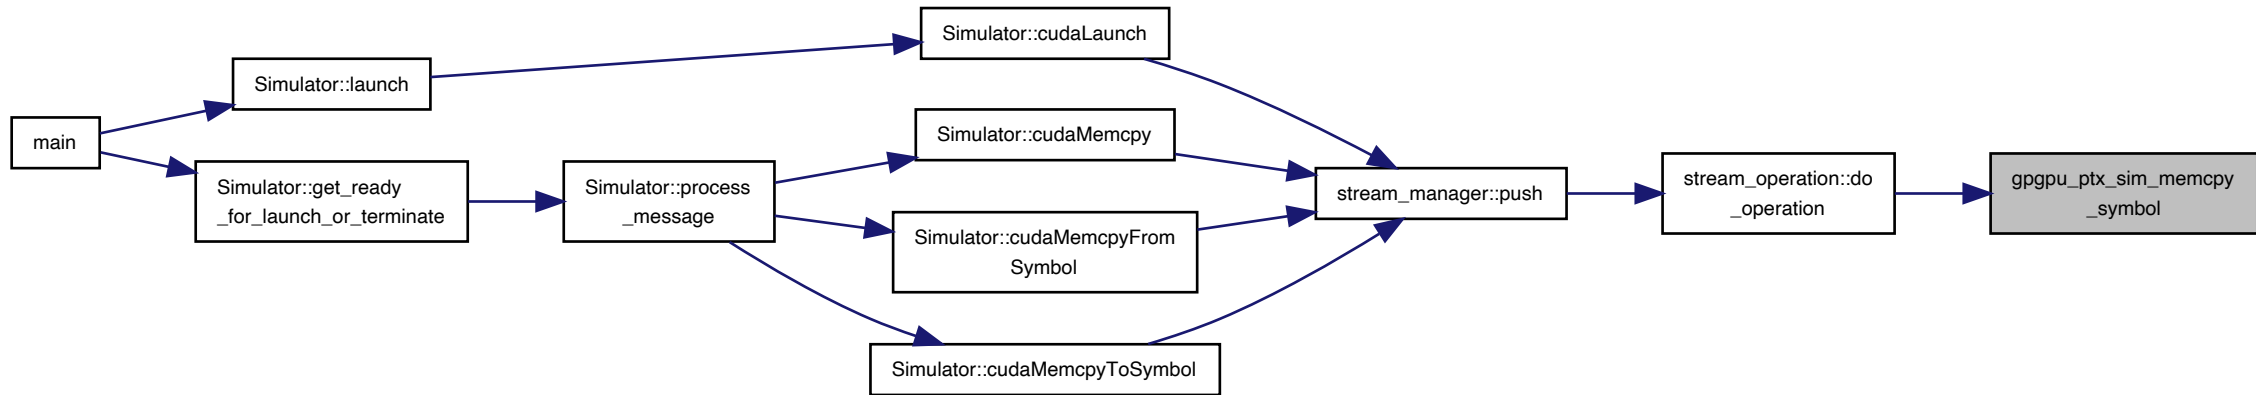 main
Simulator::launch
Simulator::get_ready
_for_launch_or_terminate
Simulator::process
_message
Simulator::cudaLaunch
Simulator::cudaMemcpy
Simulator::cudaMemcpyFrom
Symbol
Simulator::cudaMemcpyToSymbol
stream_manager::push
stream_operation::do
_operation
gpgpu_ptx_sim_memcpy
_symbol